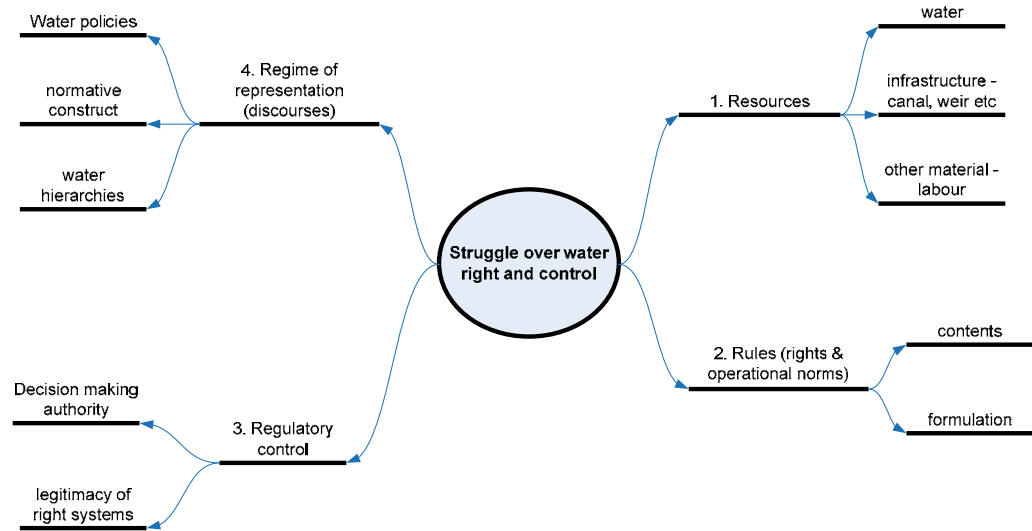 Struggle over water
right and control
1. Resources
water
infrastructure -
canal, weir etc
other material -
labour
2. Rules (rights &
operational norms)
contents
formulation
3. Regulatory
control
Decision making
authority
legitimacy of
right systems
4. Regime of
representation
(discourses)
Water policies
normative
construct
water
hierarchies